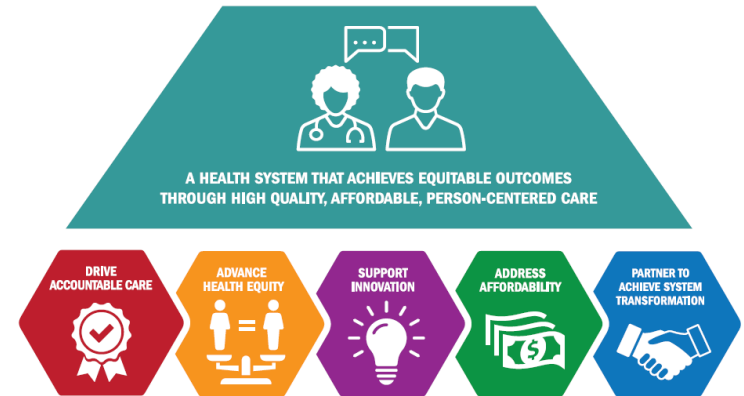 A HEALTH SYSTEM THAT ACHIEVES EQUITABLE OUTCOMES
THROUGH HIGH QUALITY, AFFORDABLE, PERSON-CENTERED CARE
DRIVE
ACCOUNTABLE CARE
ADVANCE
HEALTH EQUITY
=
SUPPORT
INNOVATION
ADDRESS
AFFORDABILITY
$
PARTNER TO
ACHIEVE SYSTEM
TRANSFORMATION